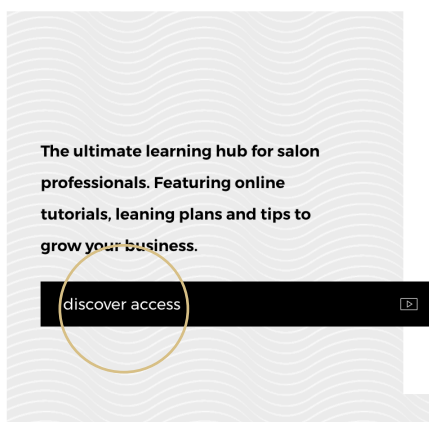 The ultimate learning hub for salon
professionals. Featuring online
tutorials, leaning plans and tips to
grow your business.
discover access